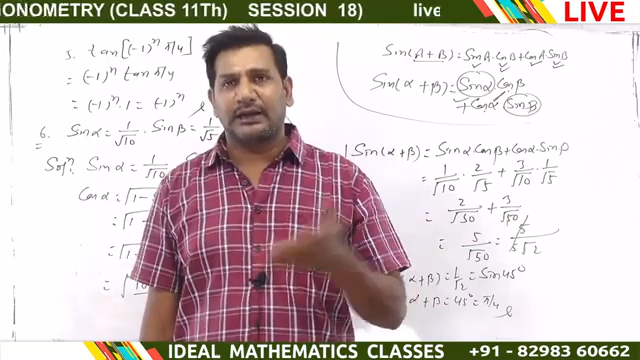 ONOMETRY (CLASS 11Th) SESSION 18) live
LIVE
5. tan[(-1)ⁿ π/4]
= (-1)ⁿ tan π/4
= (-1)ⁿ·1 = (-1)ⁿ
6. Sinα = 1/√10 · Sinβ = 1/√5
Solⁿ. Sinα = 1/√10
Cosα = √1 -
= √1 -
Sin(A+B) = SinA·CosB + CosA·SinB
Sin(α+β) = Sinα Cosβ
+ Cosα Sinβ
Sin(α+β) = Sinα Cosβ + Cosα·Sinβ
= 1/√10 · 2/√5 + 3/√10 · 1/√5
= 2/√50 + 3/√50
= 5/√50 = 5/5√2
α+β) = 1/√2 = Sin45°
α+β = 45° = π/4
IDEAL MATHEMATICS CLASSES
+91 - 82983 60662